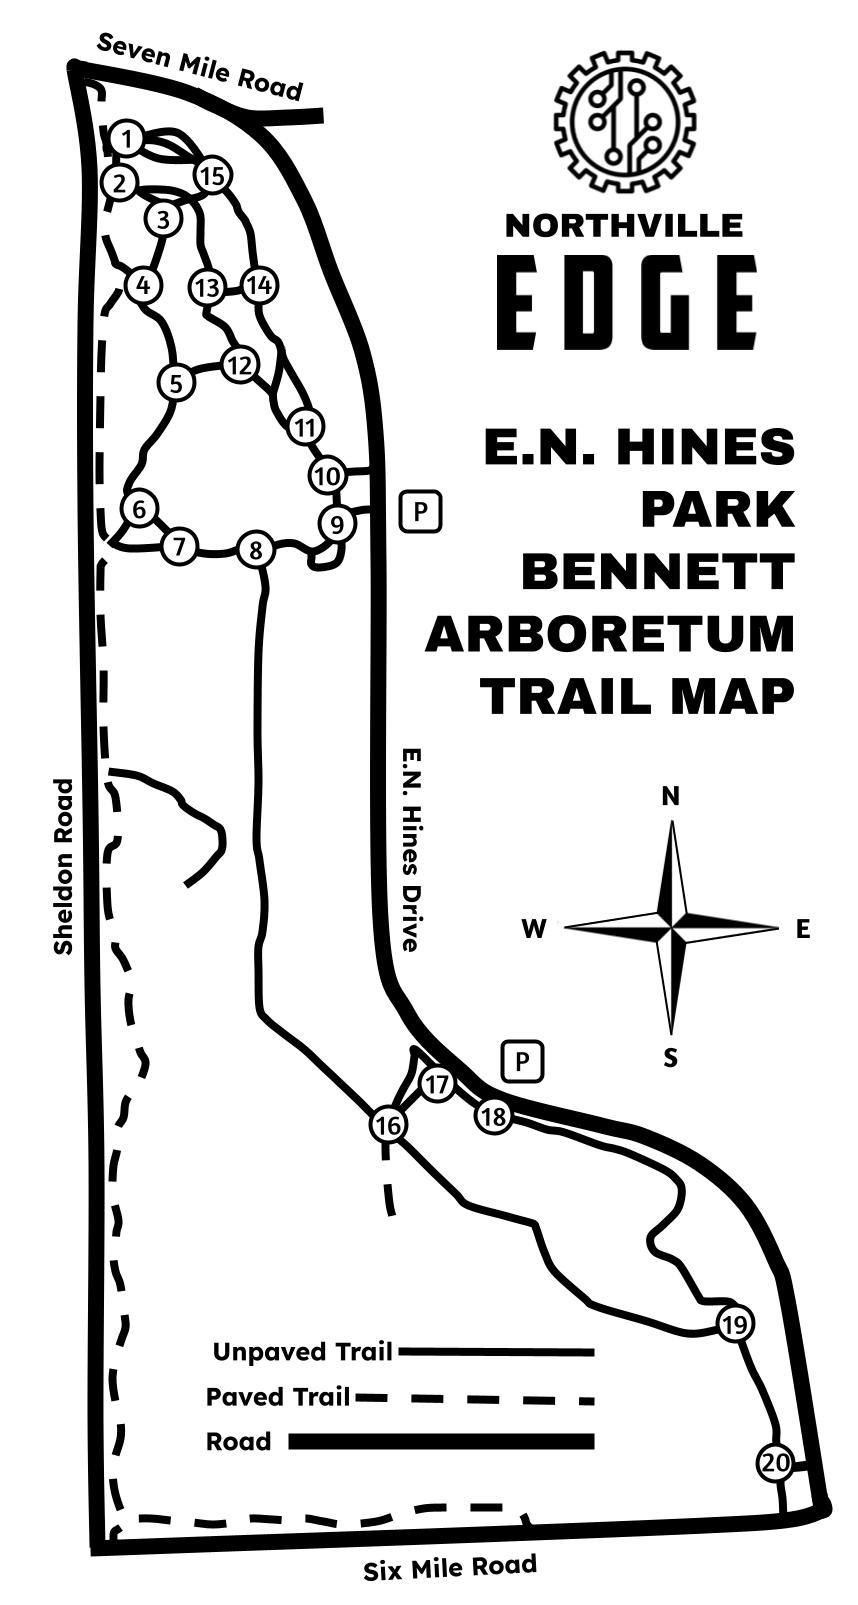 Seven Mile Road
1
2
15
3
4
13
14
12
5
11
10
6
9
7
8
P
NORTHVILLE
EDGE
E.N. HINES
PARK
BENNETT
ARBORETUM
TRAIL MAP
Sheldon Road
E.N. Hines Drive
N
W
E
S
P
17
18
16
19
20
Unpaved Trail
Paved Trail
Road
Six Mile Road